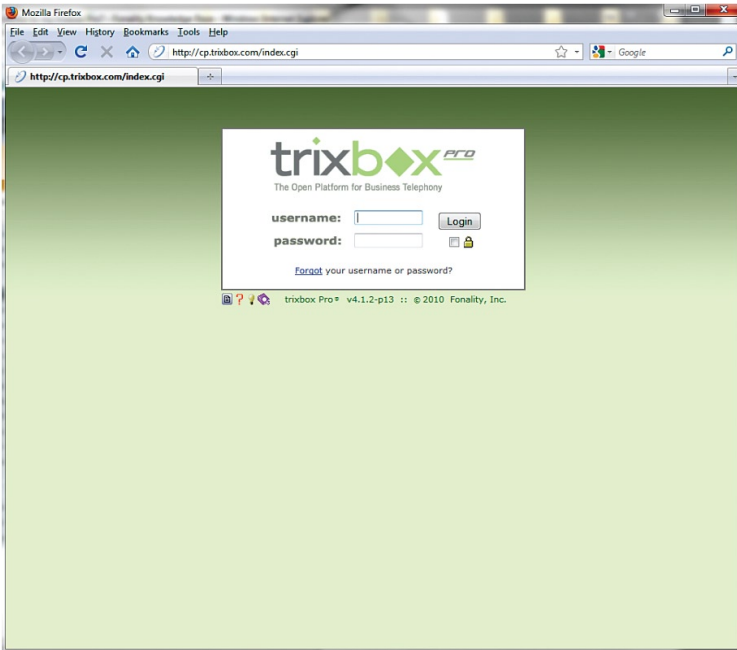 Mozilla Firefox
File Edit View History Bookmarks Tools Help
http://cp.trixbox.com/index.cgi
Google
http://cp.trixbox.com/index.cgi
trixbox PRO
The Open Platform for Business Telephony
username:
Login
password:
Forgot your username or password?
trixbox Pro® v4.1.2-p13 :: © 2010 Fonality, Inc.